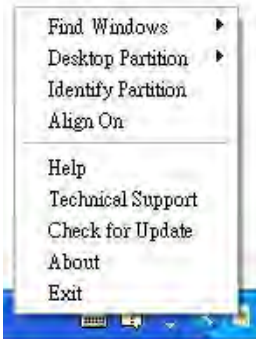 Find Windows
Desktop Partition
Identify Partition
Align On
Help
Technical Support
Check for Update
About
Exit